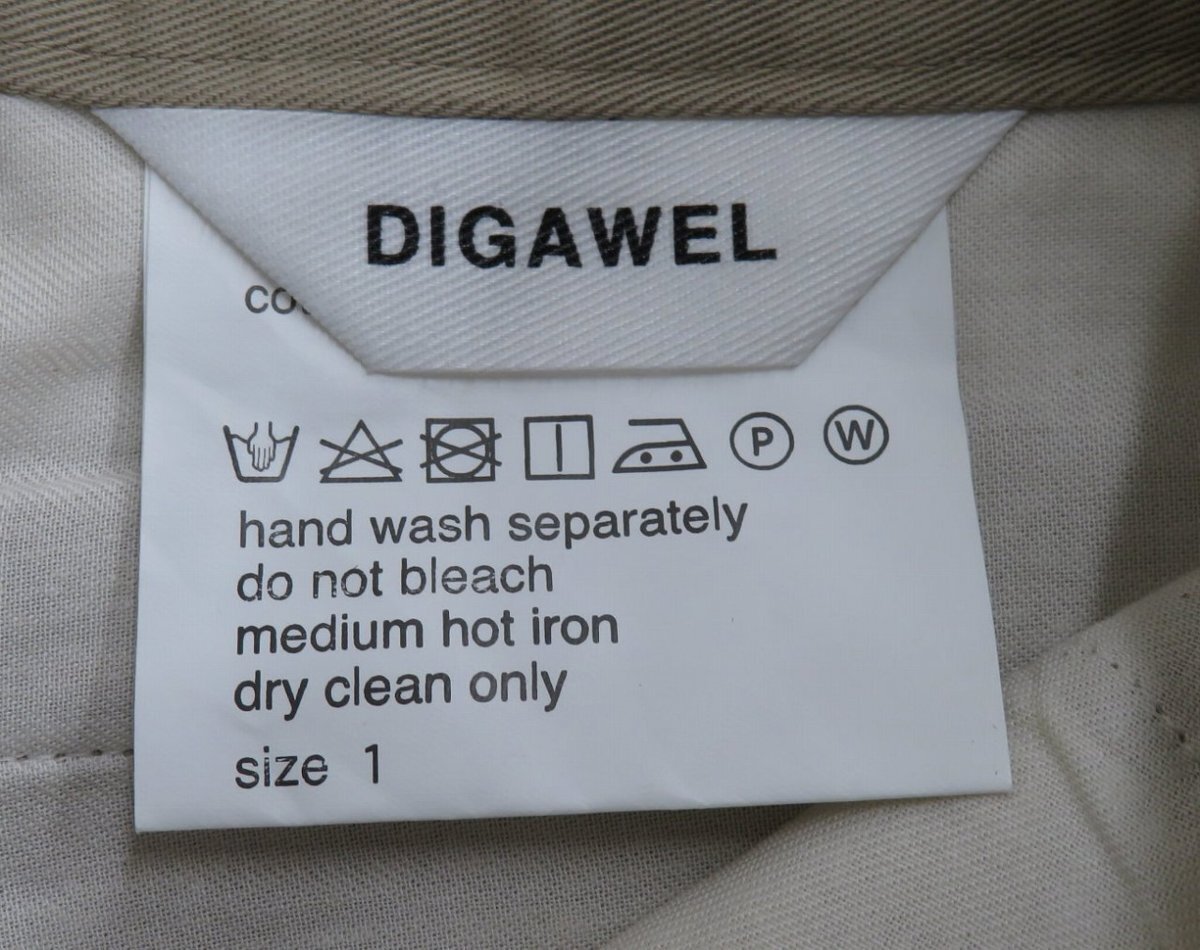 DIGAWEL
P W
hand wash separately
do not bleach
medium hot iron
dry clean only
size 1